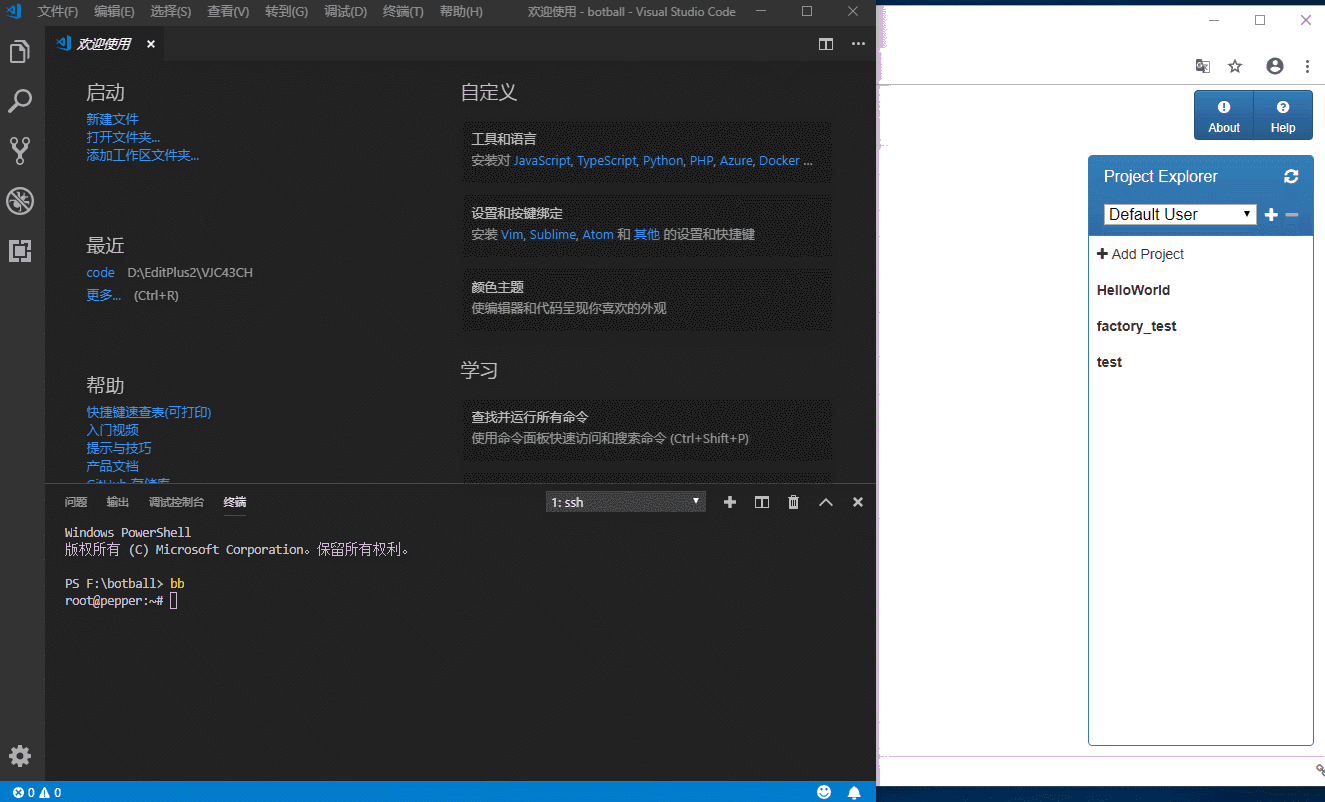 文件(F) 编辑(E) 选择(S) 查看(V) 转到(G) 调试(D) 终端(T) 帮助(H) 欢迎使用 - botball - Visual Studio Code
欢迎使用
启动
新建文件
打开文件夹...
添加工作区文件夹...
最近
code D:\EditPlus2\VJC43CH
更多... (Ctrl+R)
帮助
快捷键速查表(可打印)
入门视频
提示与技巧
产品文档
GitHub 存储库
自定义
工具和语言
安装对 JavaScript, TypeScript, Python, PHP, Azure, Docker ...
设置和按键绑定
安装 Vim, Sublime, Atom 和 其他 的设置和快捷键
颜色主题
使编辑器和代码呈现你喜欢的外观
学习
查找并运行所有命令
使用命令面板快速访问和搜索命令 (Ctrl+Shift+P)
问题 输出 调试控制台 终端 1: ssh
Windows PowerShell
版权所有 (C) Microsoft Corporation。保留所有权利。
PS F:\botball> bb
root@pepper:~#
0 0
About Help
Project Explorer
Default User
Add Project
HelloWorld
factory_test
test